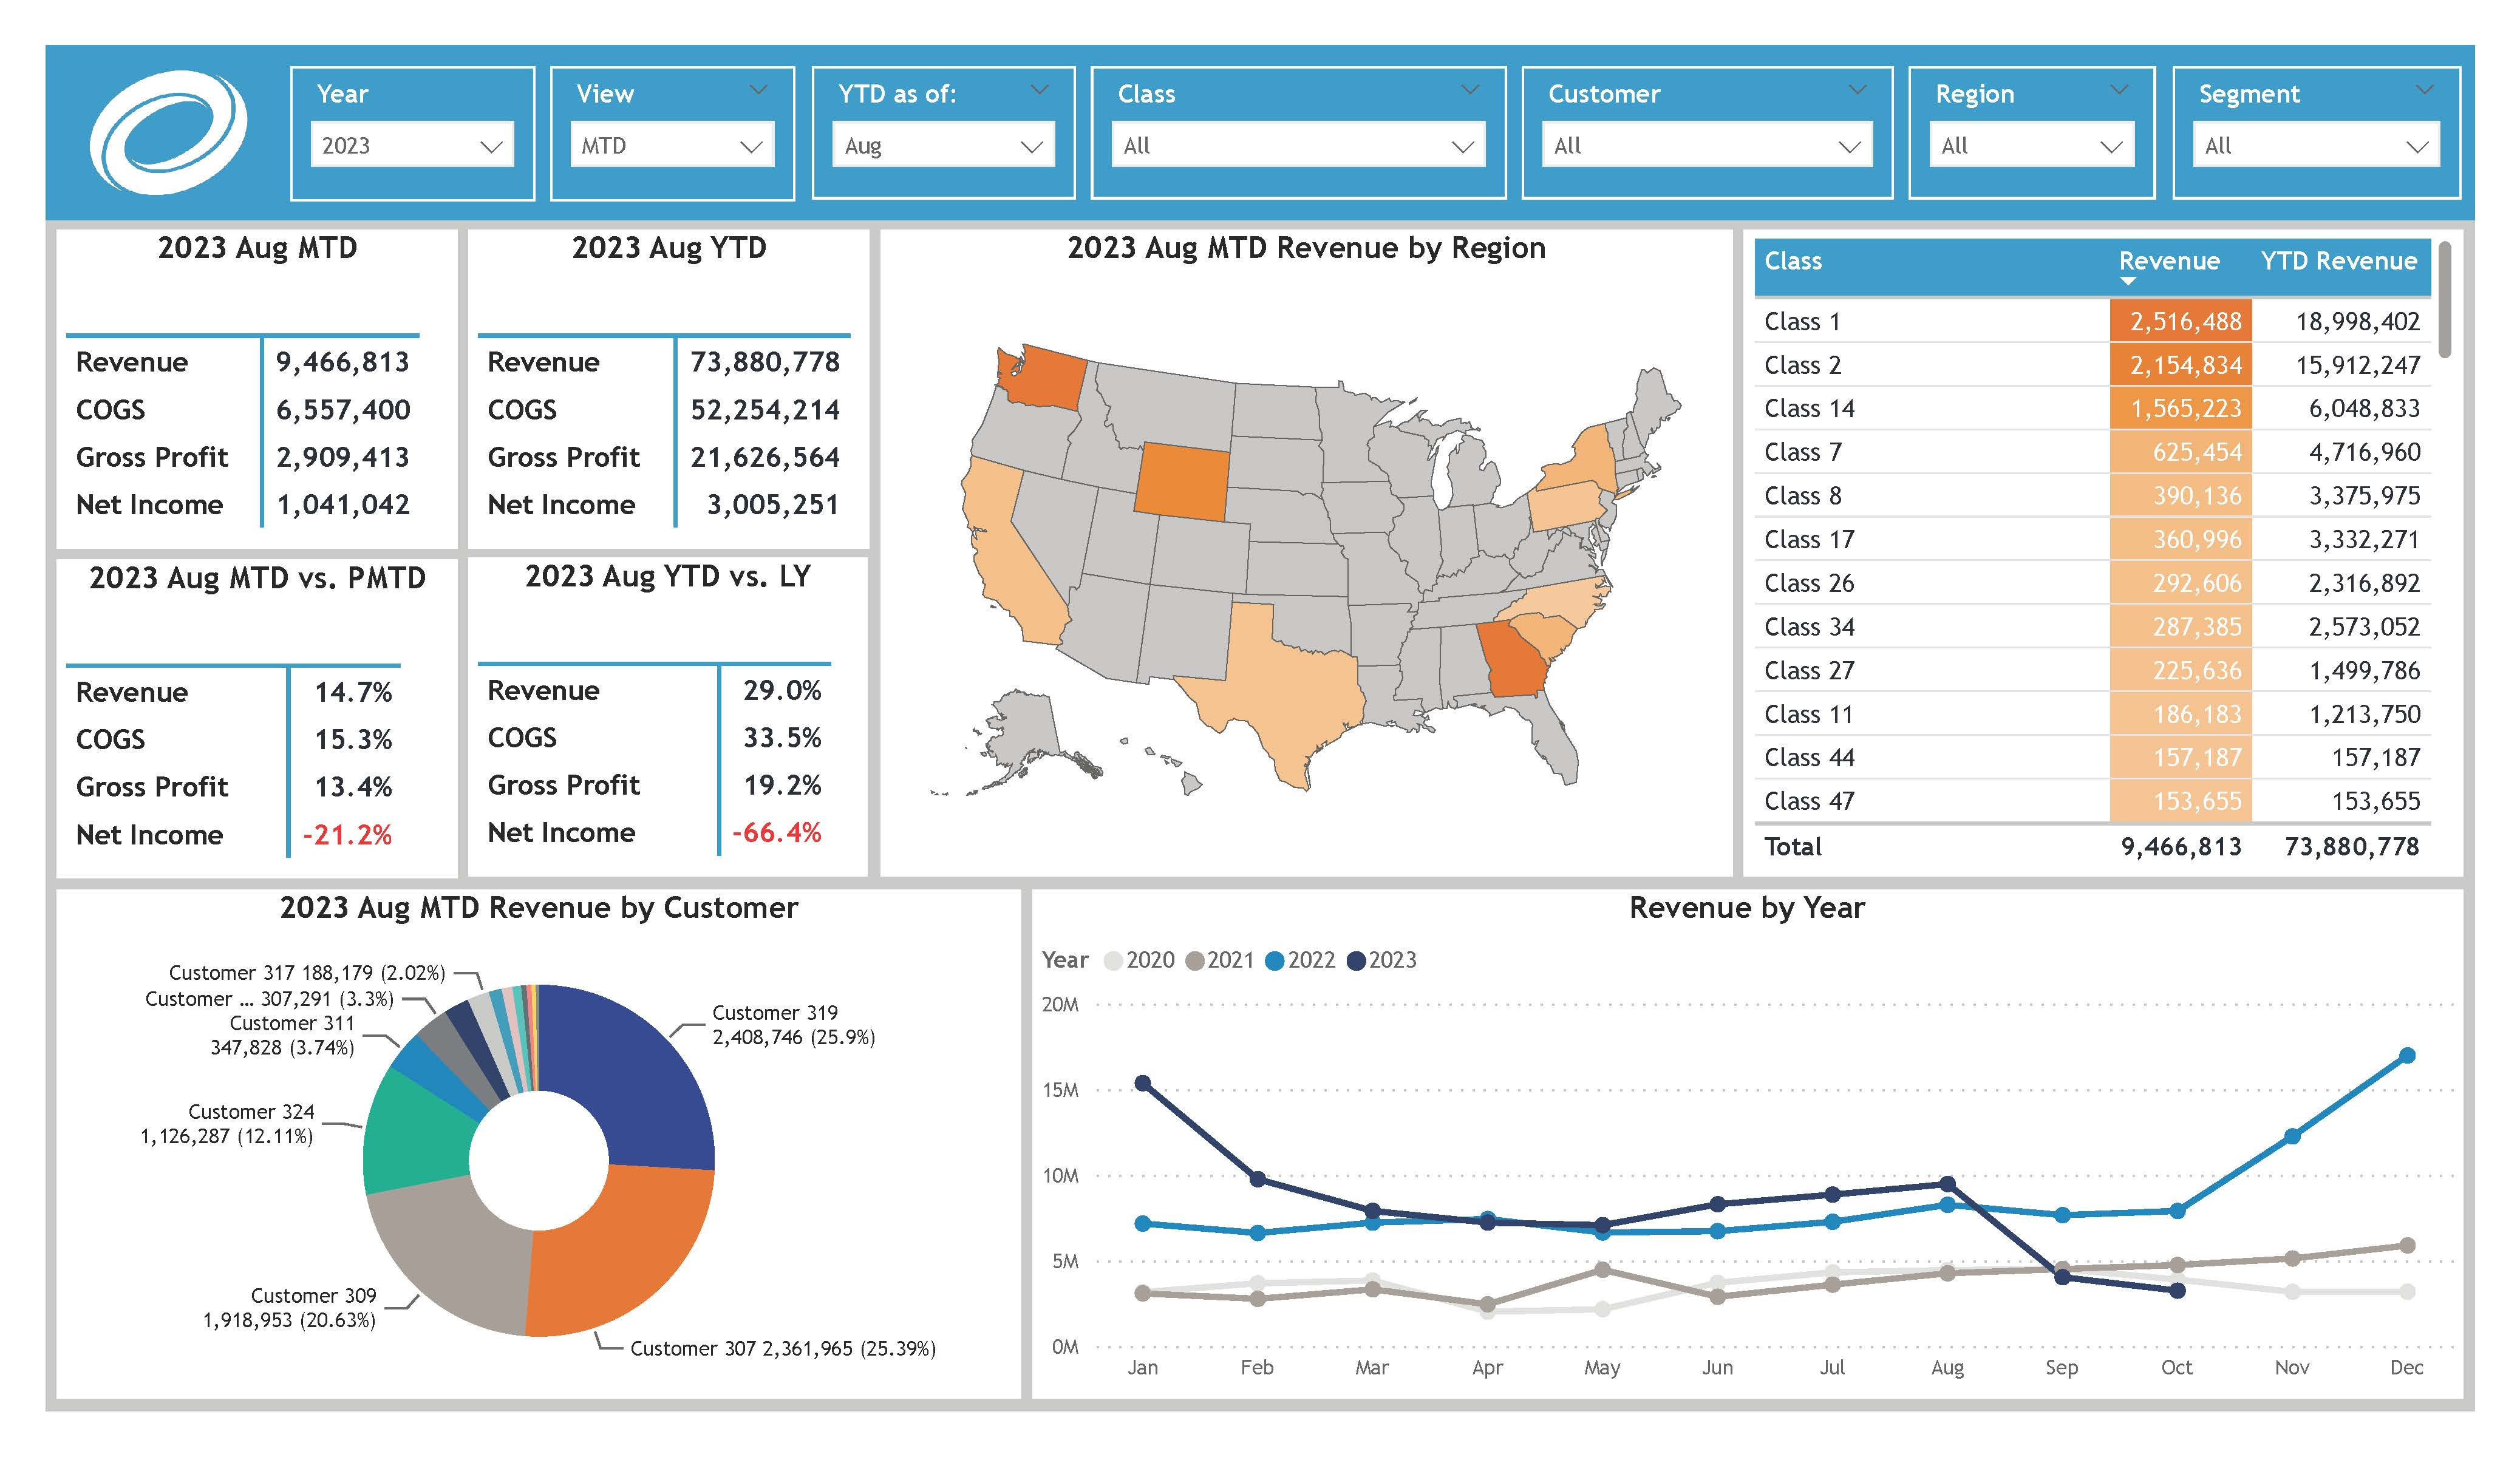 Year
2023
View
MTD
YTD as of:
Aug
Class
All
Customer
All
Region
All
Segment
All
2023 Aug MTD
Revenue 9,466,813
COGS 6,557,400
Gross Profit 2,909,413
Net Income 1,041,042
2023 Aug YTD
Revenue 73,880,778
COGS 52,254,214
Gross Profit 21,626,564
Net Income 3,005,251
2023 Aug MTD vs. PMTD
Revenue 14.7%
COGS 15.3%
Gross Profit 13.4%
Net Income -21.2%
2023 Aug YTD vs. LY
Revenue 29.0%
COGS 33.5%
Gross Profit 19.2%
Net Income -66.4%
2023 Aug MTD Revenue by Region
Class Revenue YTD Revenue
Class 1 2,516,488 18,998,402
Class 2 2,154,834 15,912,247
Class 14 1,565,223 6,048,833
Class 7 625,454 4,716,960
Class 8 390,136 3,375,975
Class 17 360,996 3,332,271
Class 26 292,606 2,316,892
Class 34 287,385 2,573,052
Class 27 225,636 1,499,786
Class 11 186,183 1,213,750
Class 44 157,187 157,187
Class 47 153,655 153,655
Total 9,466,813 73,880,778
2023 Aug MTD Revenue by Customer
Customer 317 188,179 (2.02%)
Customer ... 307,291 (3.3%)
Customer 311
347,828 (3.74%)
Customer 324
1,126,287 (12.11%)
Customer 309
1,918,953 (20.63%)
Customer 319
2,408,746 (25.9%)
Customer 307 2,361,965 (25.39%)
Revenue by Year
Year 2020 2021 2022 2023
20M
15M
10M
5M
0M
Jan Feb Mar Apr May Jun Jul Aug Sep Oct Nov Dec